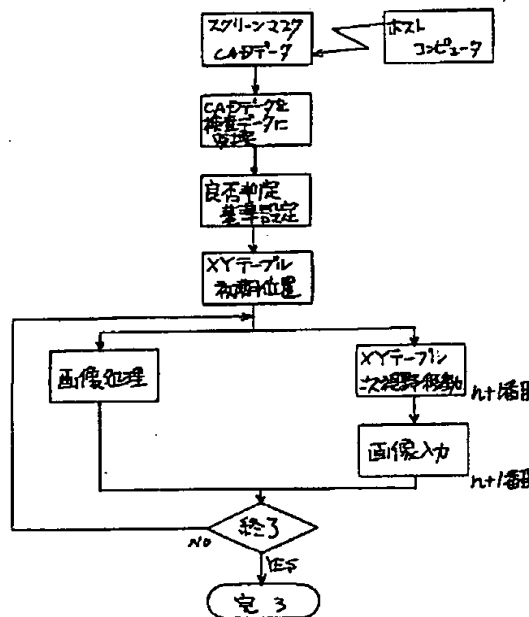 スクリーンマスク
CADデータ
ホスト
コンピュータ
CADデータを
検査データに
変換
良否判定
基準設定
XYテーブル
初期位置
画像処理
XYテーブル
次視野移動
n+1番目
画像入力
n+1番目
終了
NO
YES
完了